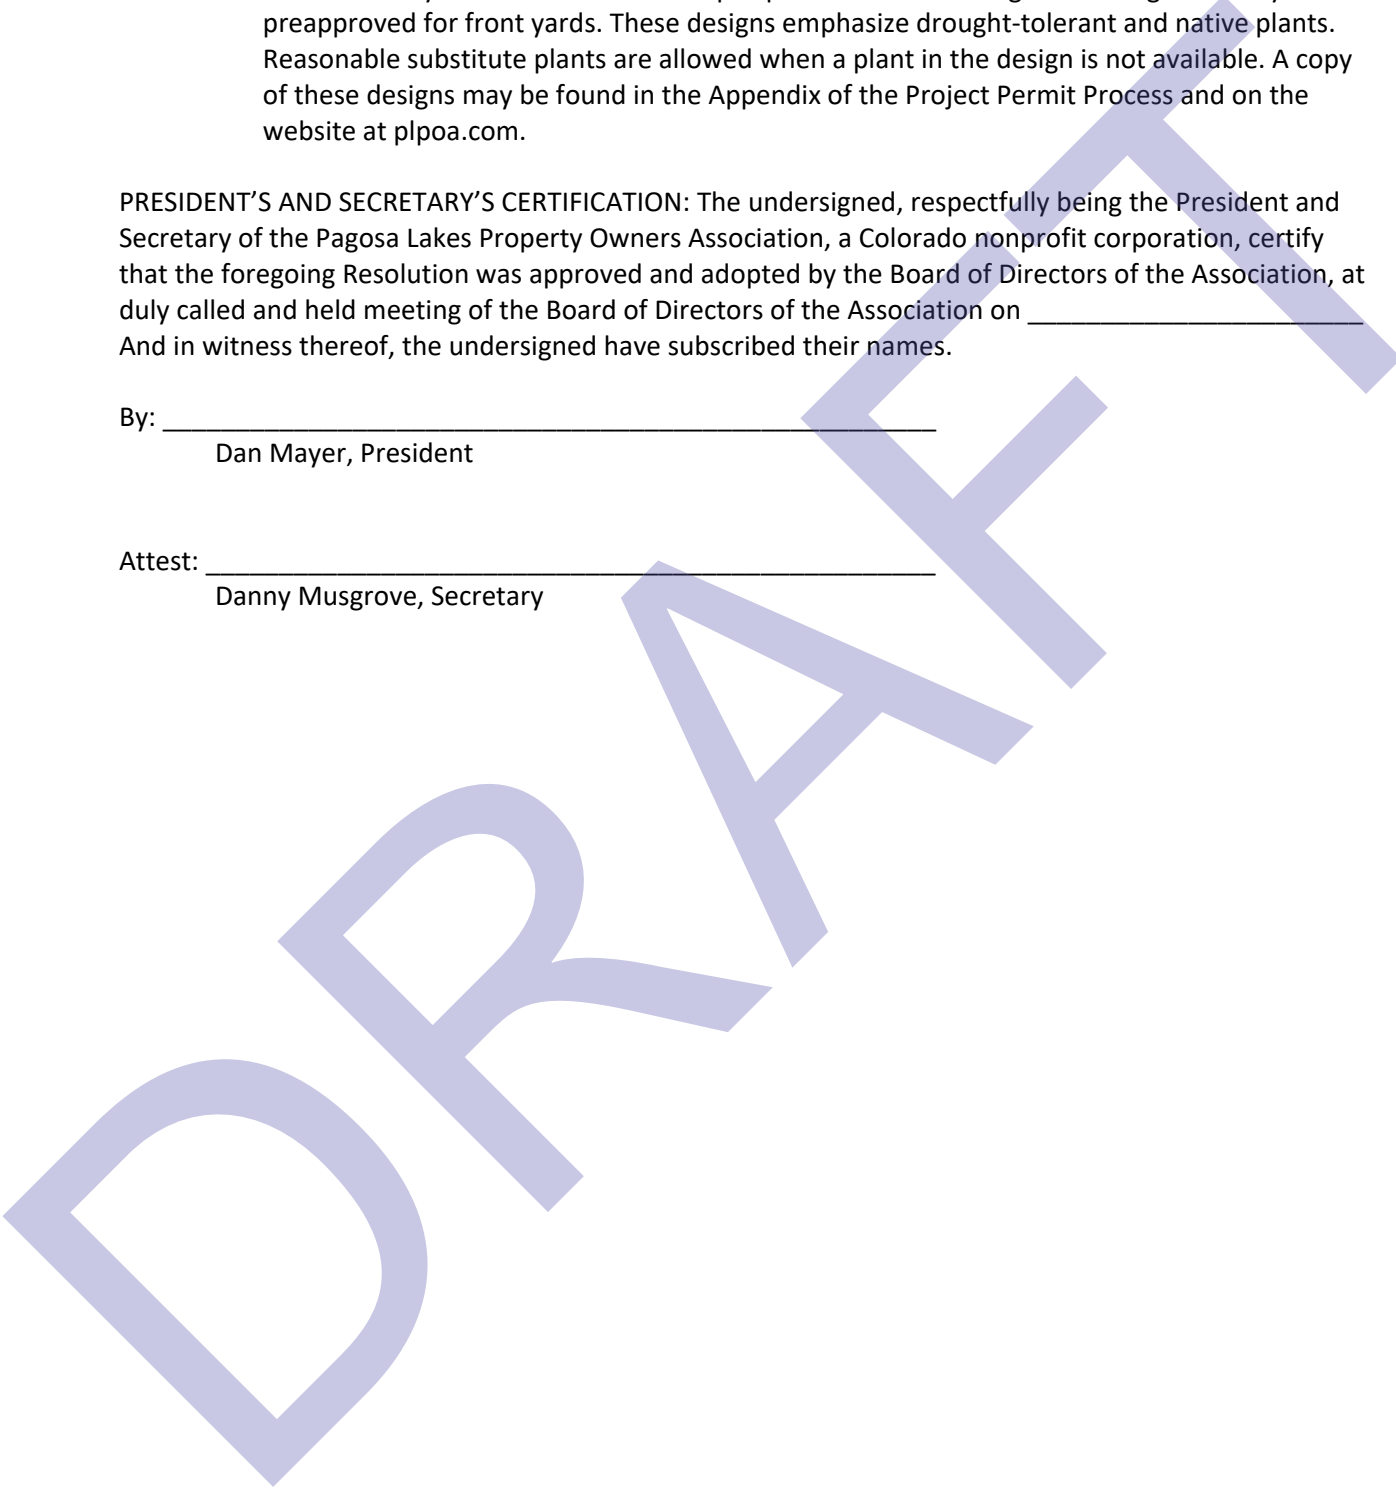 preapproved for front yards. These designs emphasize drought-tolerant and native plants.
Reasonable substitute plants are allowed when a plant in the design is not available. A copy
of these designs may be found in the Appendix of the Project Permit Process and on the
website at plpoa.com.
PRESIDENT’S AND SECRETARY’S CERTIFICATION: The undersigned, respectfully being the President and
Secretary of the Pagosa Lakes Property Owners Association, a Colorado nonprofit corporation, certify
that the foregoing Resolution was approved and adopted by the Board of Directors of the Association, at
duly called and held meeting of the Board of Directors of the Association on _______________________
And in witness thereof, the undersigned have subscribed their names.
By: _____________________________________________________
Dan Mayer, President
Attest: __________________________________________________
Danny Musgrove, Secretary
DRAFT